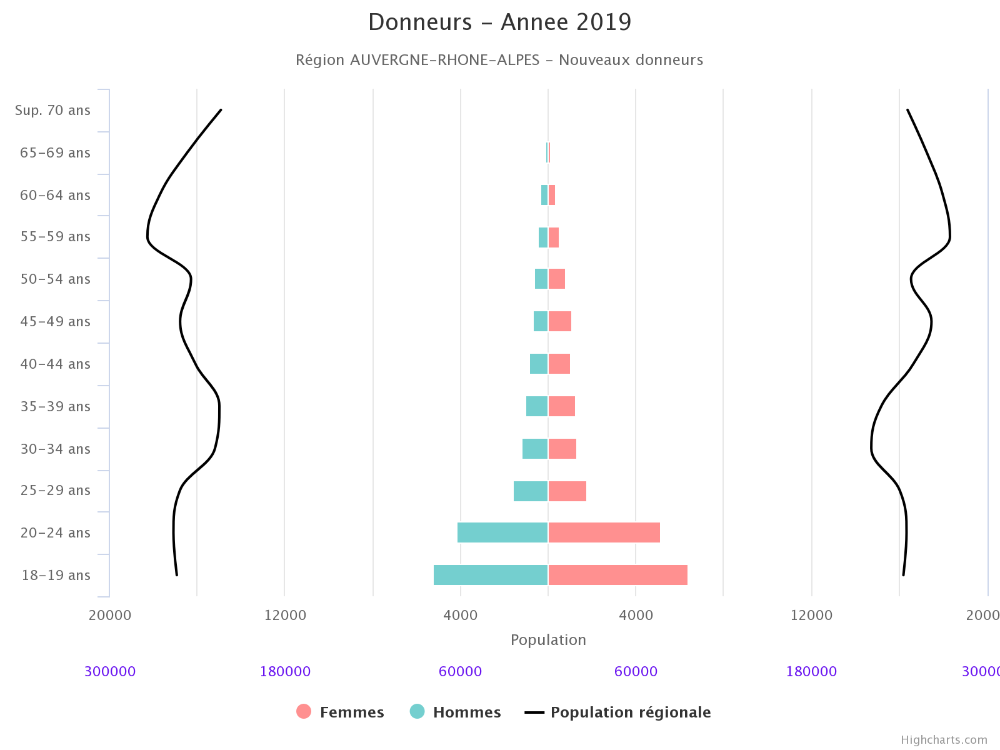 Donneurs - Annee 2019
Région AUVERGNE-RHONE-ALPES - Nouveaux donneurs
Sup. 70 ans
65-69 ans
60-64 ans
55-59 ans
50-54 ans
45-49 ans
40-44 ans
35-39 ans
30-34 ans
25-29 ans
20-24 ans
18-19 ans
20000 12000 4000 4000 12000 2000
Population
300000 180000 60000 60000 180000 3000
Femmes Hommes Population régionale
Highcharts.com